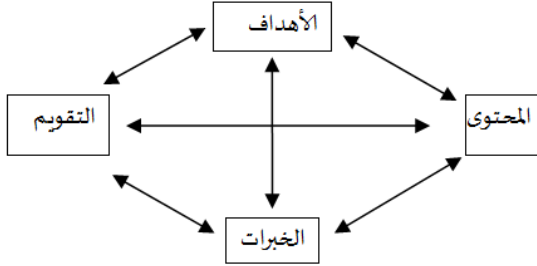 الأهداف
المحتوى
التقويم
الخبرات